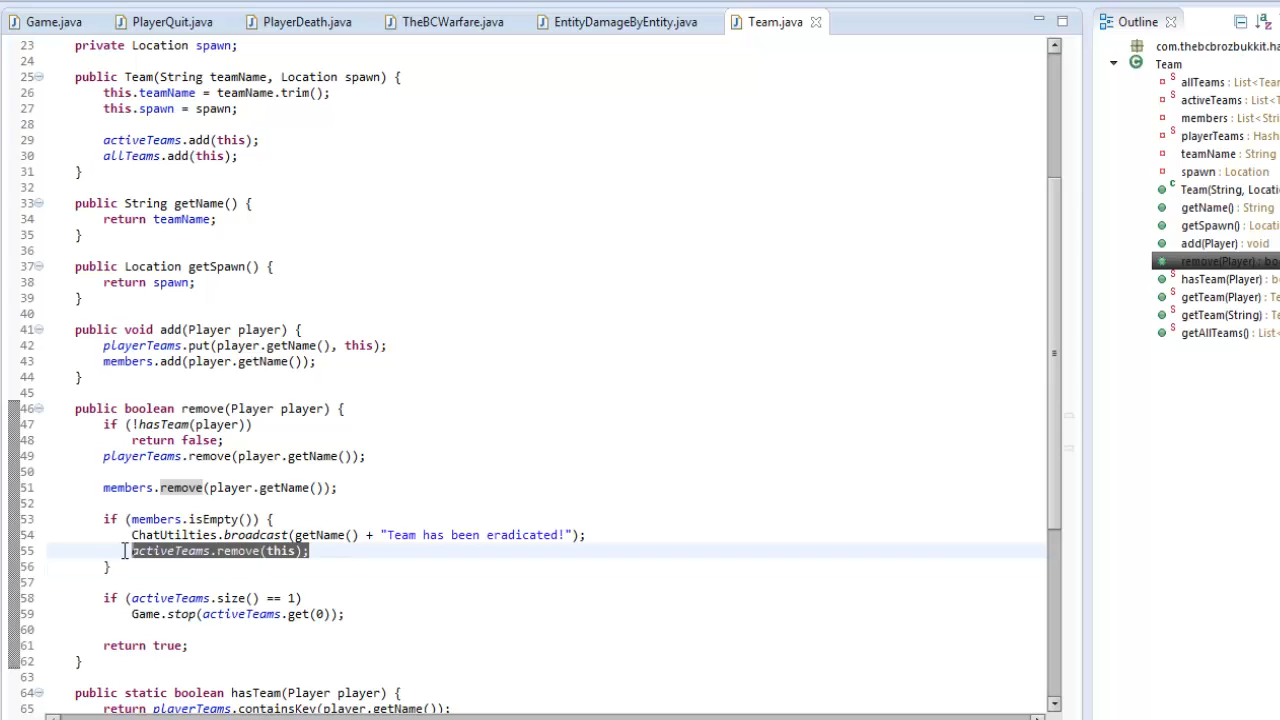 Game.java
PlayerQuit.java
PlayerDeath.java
TheBCWarfare.java
EntityDamageByEntity.java
Team.java
23 private Location spawn;
24
25 public Team(String teamName, Location spawn) {
26 this.teamName = teamName.trim();
27 this.spawn = spawn;
28
29 activeTeams.add(this);
30 allTeams.add(this);
31 }
32
33 public String getName() {
34 return teamName;
35 }
36
37 public Location getSpawn() {
38 return spawn;
39 }
40
41 public void add(Player player) {
42 playerTeams.put(player.getName(), this);
43 members.add(player.getName());
44 }
45
46 public boolean remove(Player player) {
47 if (!hasTeam(player))
48 return false;
49 playerTeams.remove(player.getName());
50
51 members.remove(player.getName());
52
53 if (members.isEmpty()) {
54 ChatUtilties.broadcast(getName() + "Team has been eradicated!");
55 activeTeams.remove(this);
56 }
57
58 if (activeTeams.size() == 1)
59 Game.stop(activeTeams.get(0));
60
61 return true;
62 }
63
64 public static boolean hasTeam(Player player) {
65 return playerTeams.containsKey(player.getName());
Outline
com.thebcbrozbukkit.ha
Team
allTeams : List<Team
activeTeams : List<T
members : List<Stri
playerTeams : Hash
teamName : String
spawn : Location
Team(String, Locatio
getName() : String
getSpawn() : Locatio
add(Player) : void
remove(Player) : bo
hasTeam(Player) : b
getTeam(Player) : Te
getTeam(String) : Te
getAllTeams() : List<